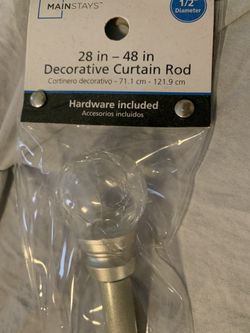 MAINSTAYS™
1/2"
Diameter
28 in – 48 in
Decorative Curtain Rod
Cortinero decorativo - 71.1 cm - 121.9 cm
Hardware included
Accesorios incluidos